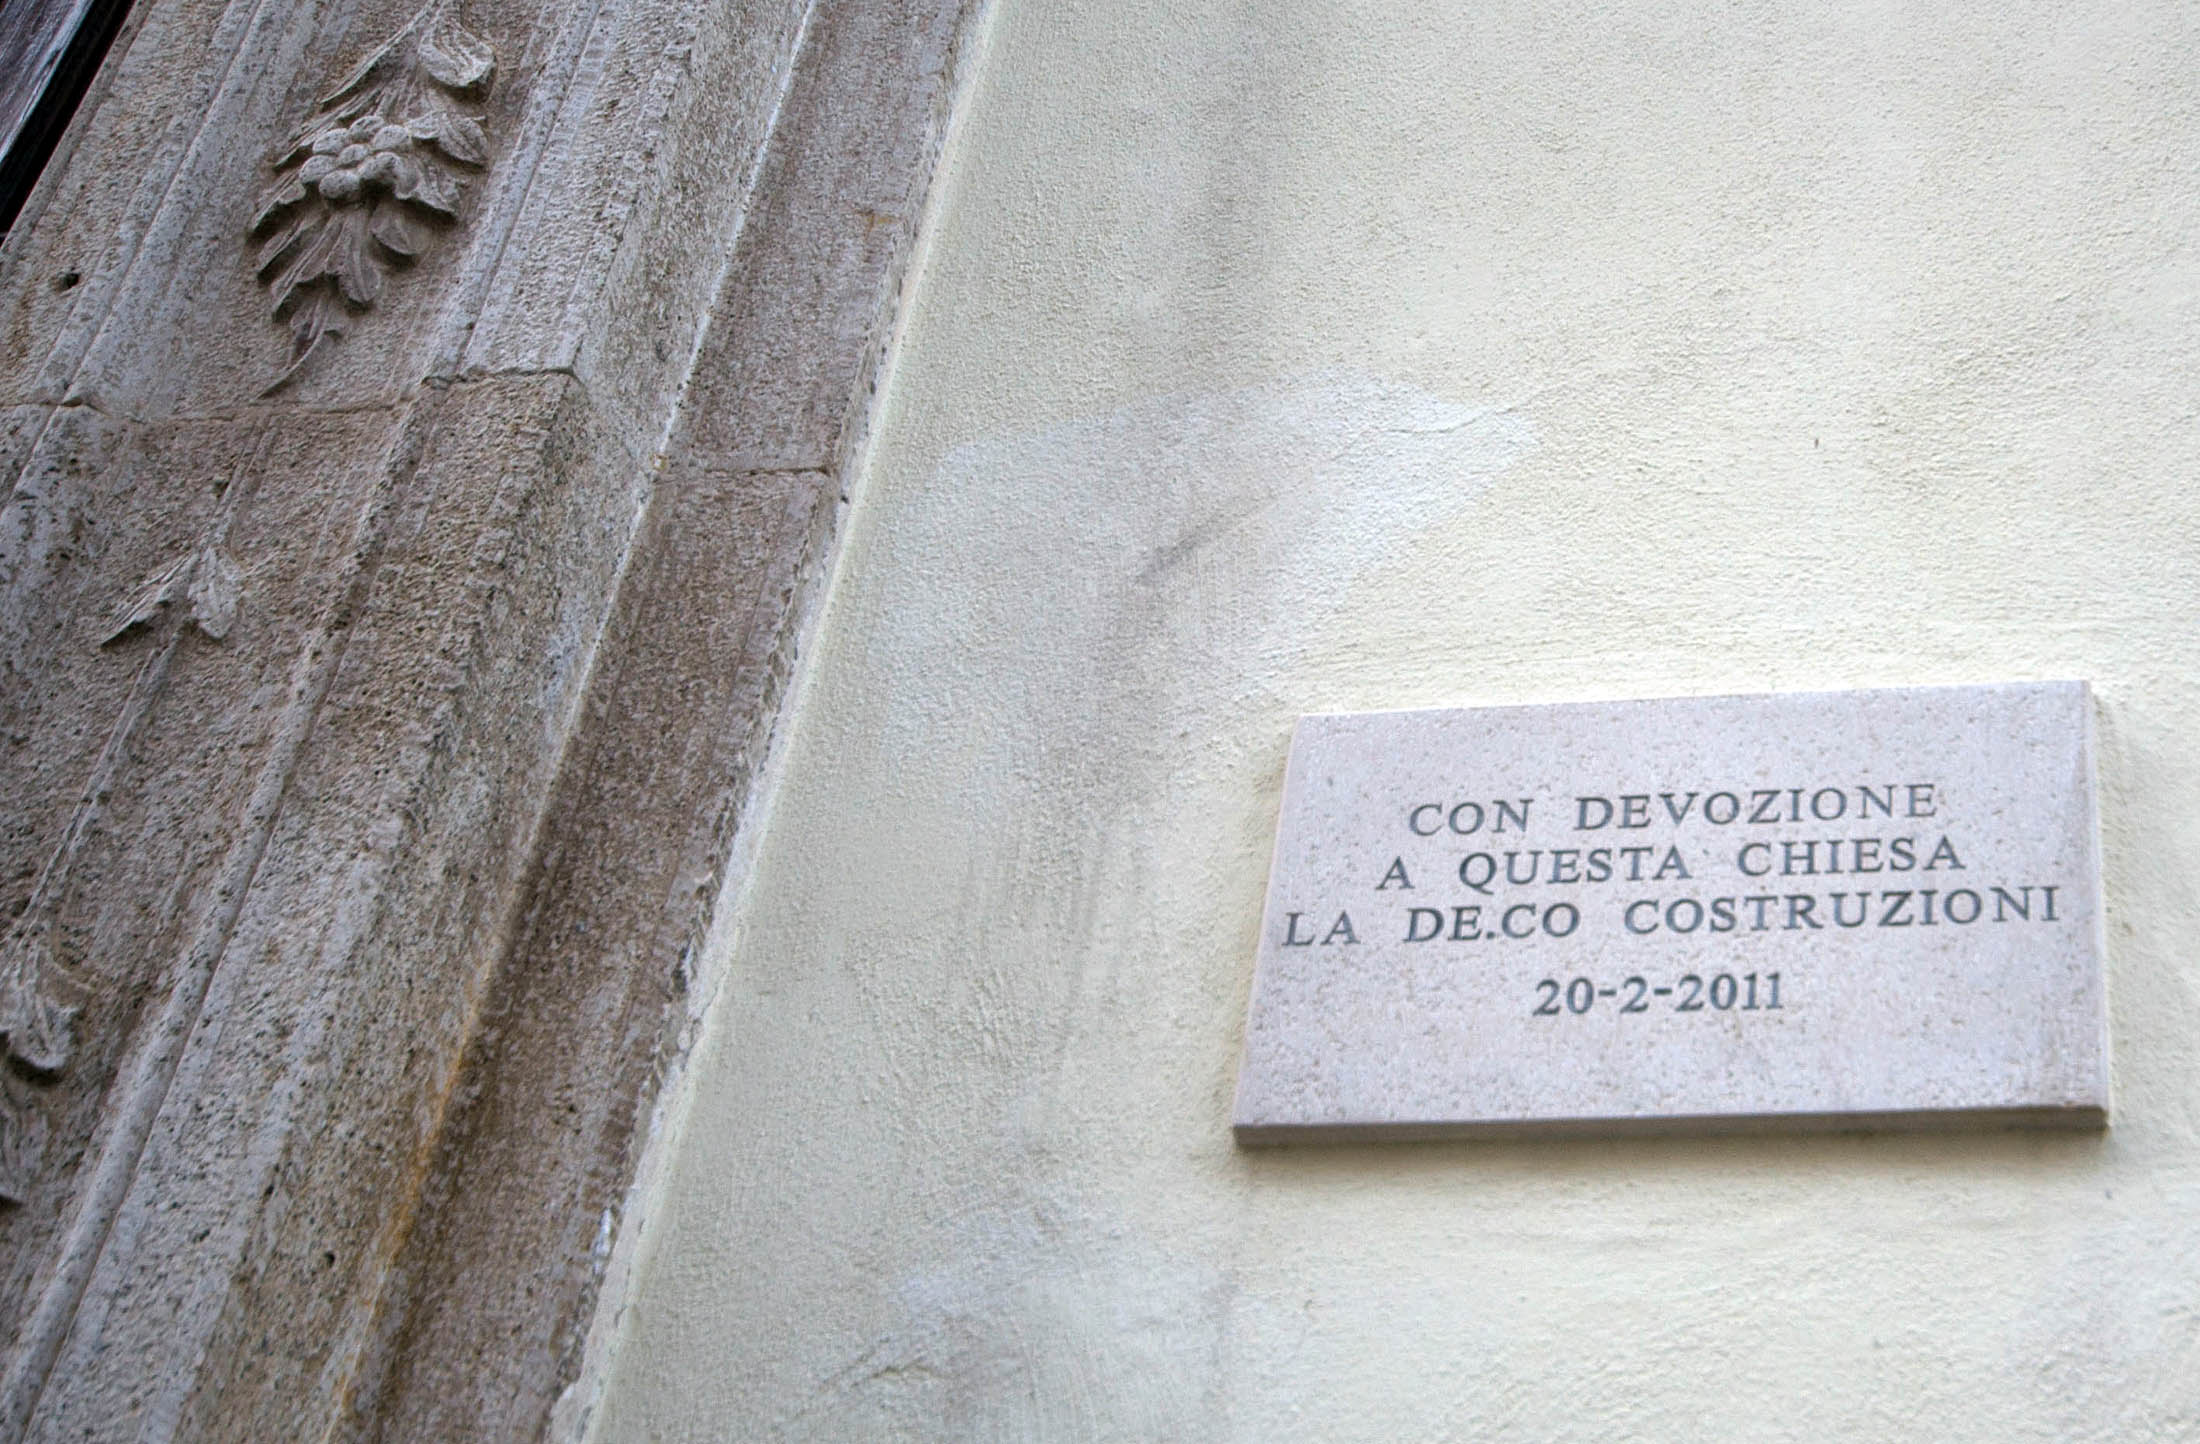 CON DEVOZIONE
A QUESTA CHIESA
LA DE.CO COSTRUZIONI
20-2-2011